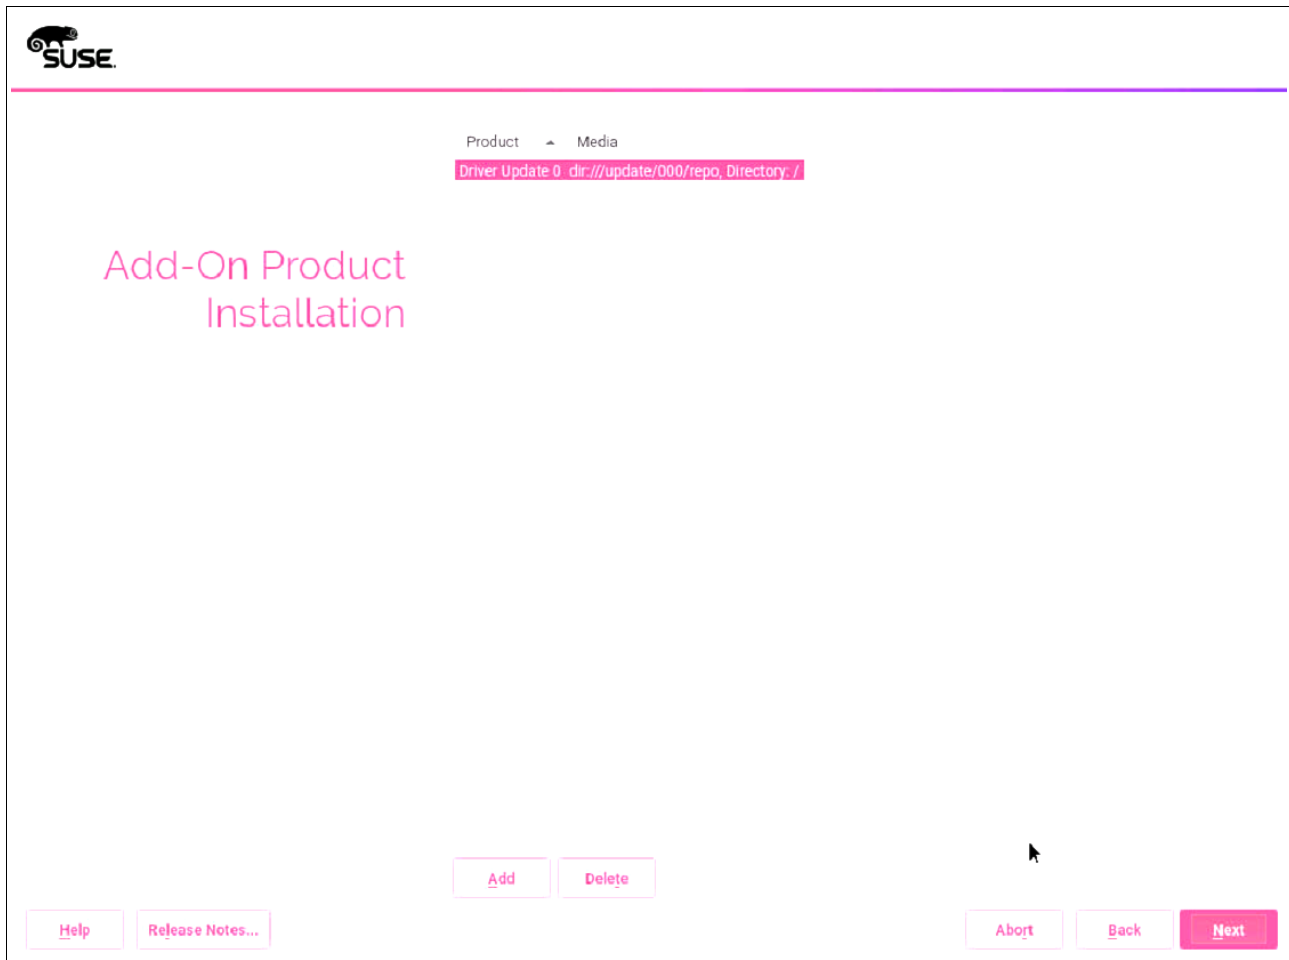 SUSE.
Product Media
Driver Update 0 dir:///update/000/repo, Directory: /
Add-On Product
Installation
Add Delete
Help Release Notes... Abort Back Next